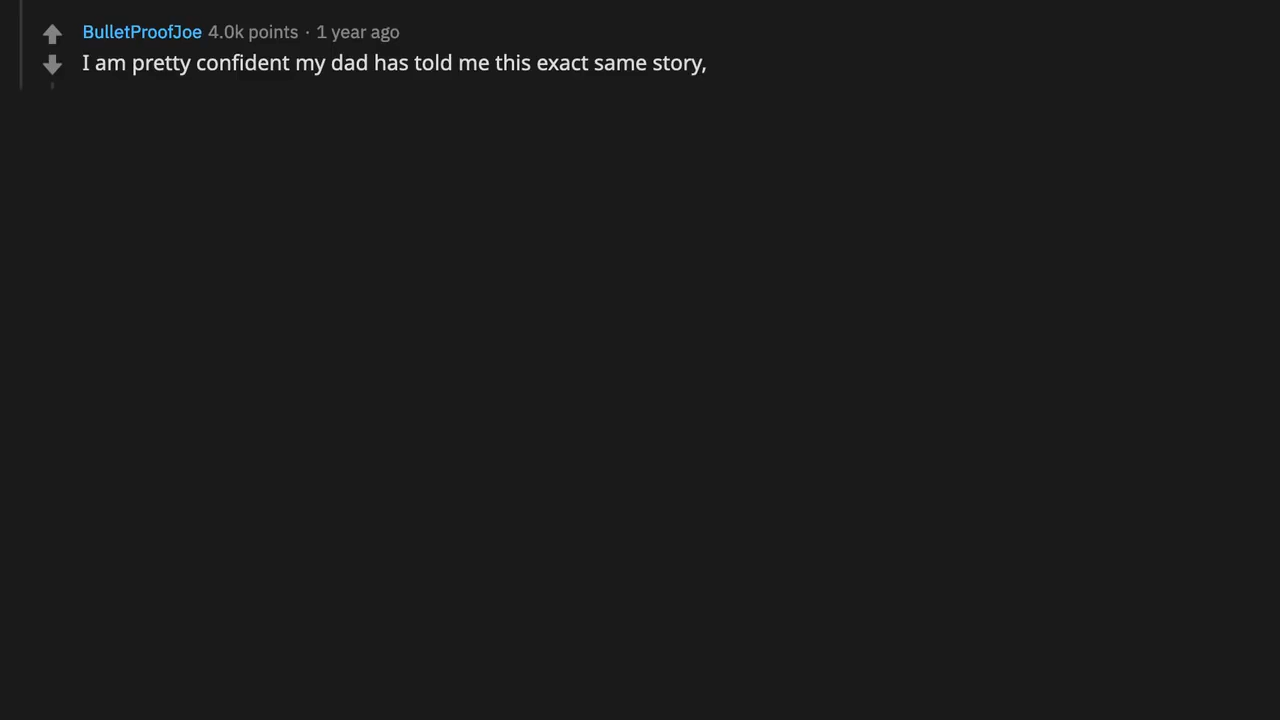 BulletProofJoe 4.0k points · 1 year ago
I am pretty confident my dad has told me this exact same story,